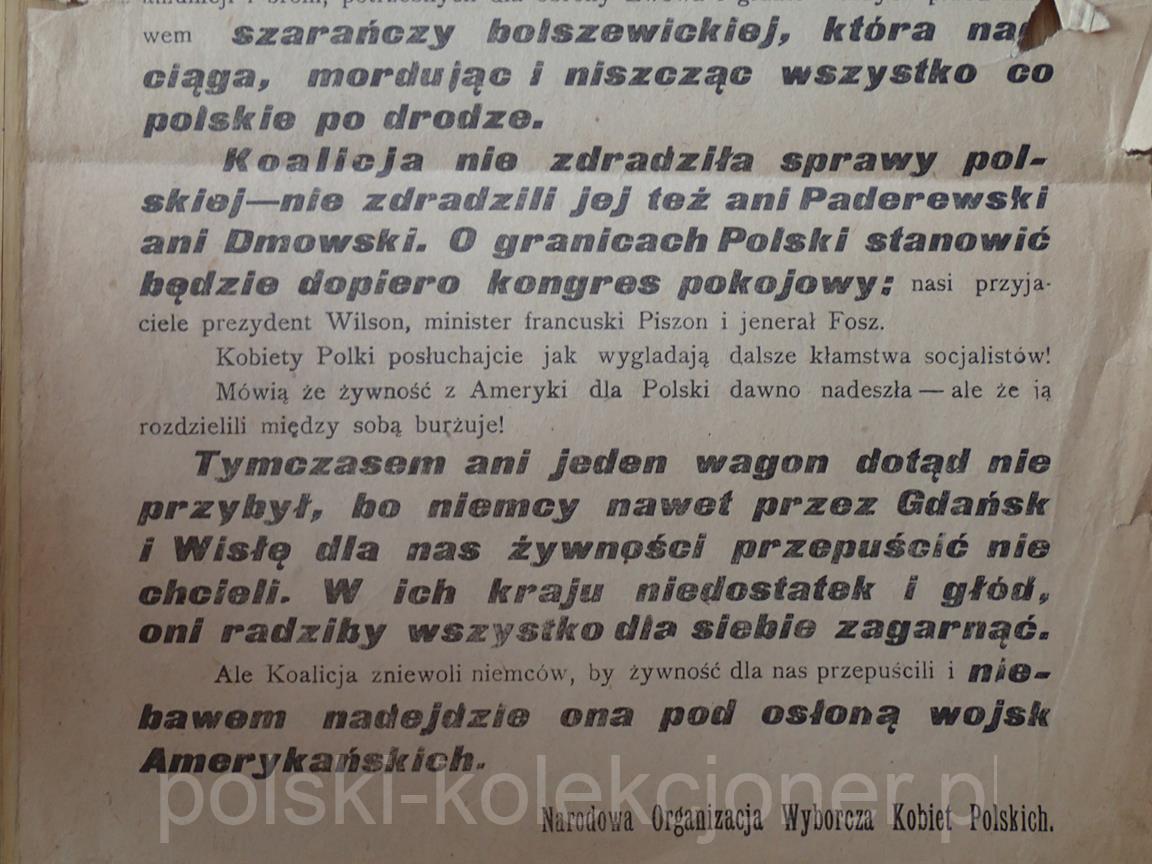 wem szarańczy bolszewickiej, która na
ciąga, mordując i niszcząc wszystko co
polskie po drodze.
Koalicja nie zdradziła sprawy pol-
skiej—nie zdradzili jej też ani Paderewski
ani Dmowski. O granicach Polski stanowić
będzie dopiero kongres pokojowy: nasi przyja-
ciele prezydent Wilson, minister francuski Piszon i jenerał Fosz.
Kobiety Polki posłuchajcie jak wygladają dalsze kłamstwa socjalistów!
Mówią że żywność z Ameryki dla Polski dawno nadeszła — ale że ją
rozdzielili między sobą burżuje!
Tymczasem ani jeden wagon dotąd nie
przybył, bo niemcy nawet przez Gdańsk
i Wisłę dla nas żywności przepuścić nie
chcieli. W ich kraju niedostatek i głód,
oni radziby wszystko dla siebie zagarnąć.
Ale Koalicja zniewoli niemców, by żywność dla nas przepuścili i nie-
bawem nadejdzie ona pod osłoną wojsk
Amerykańskich.
polski-kolekcjoner.pl
Narodowa Organizacja Wyborcza Kobiet Polskich.